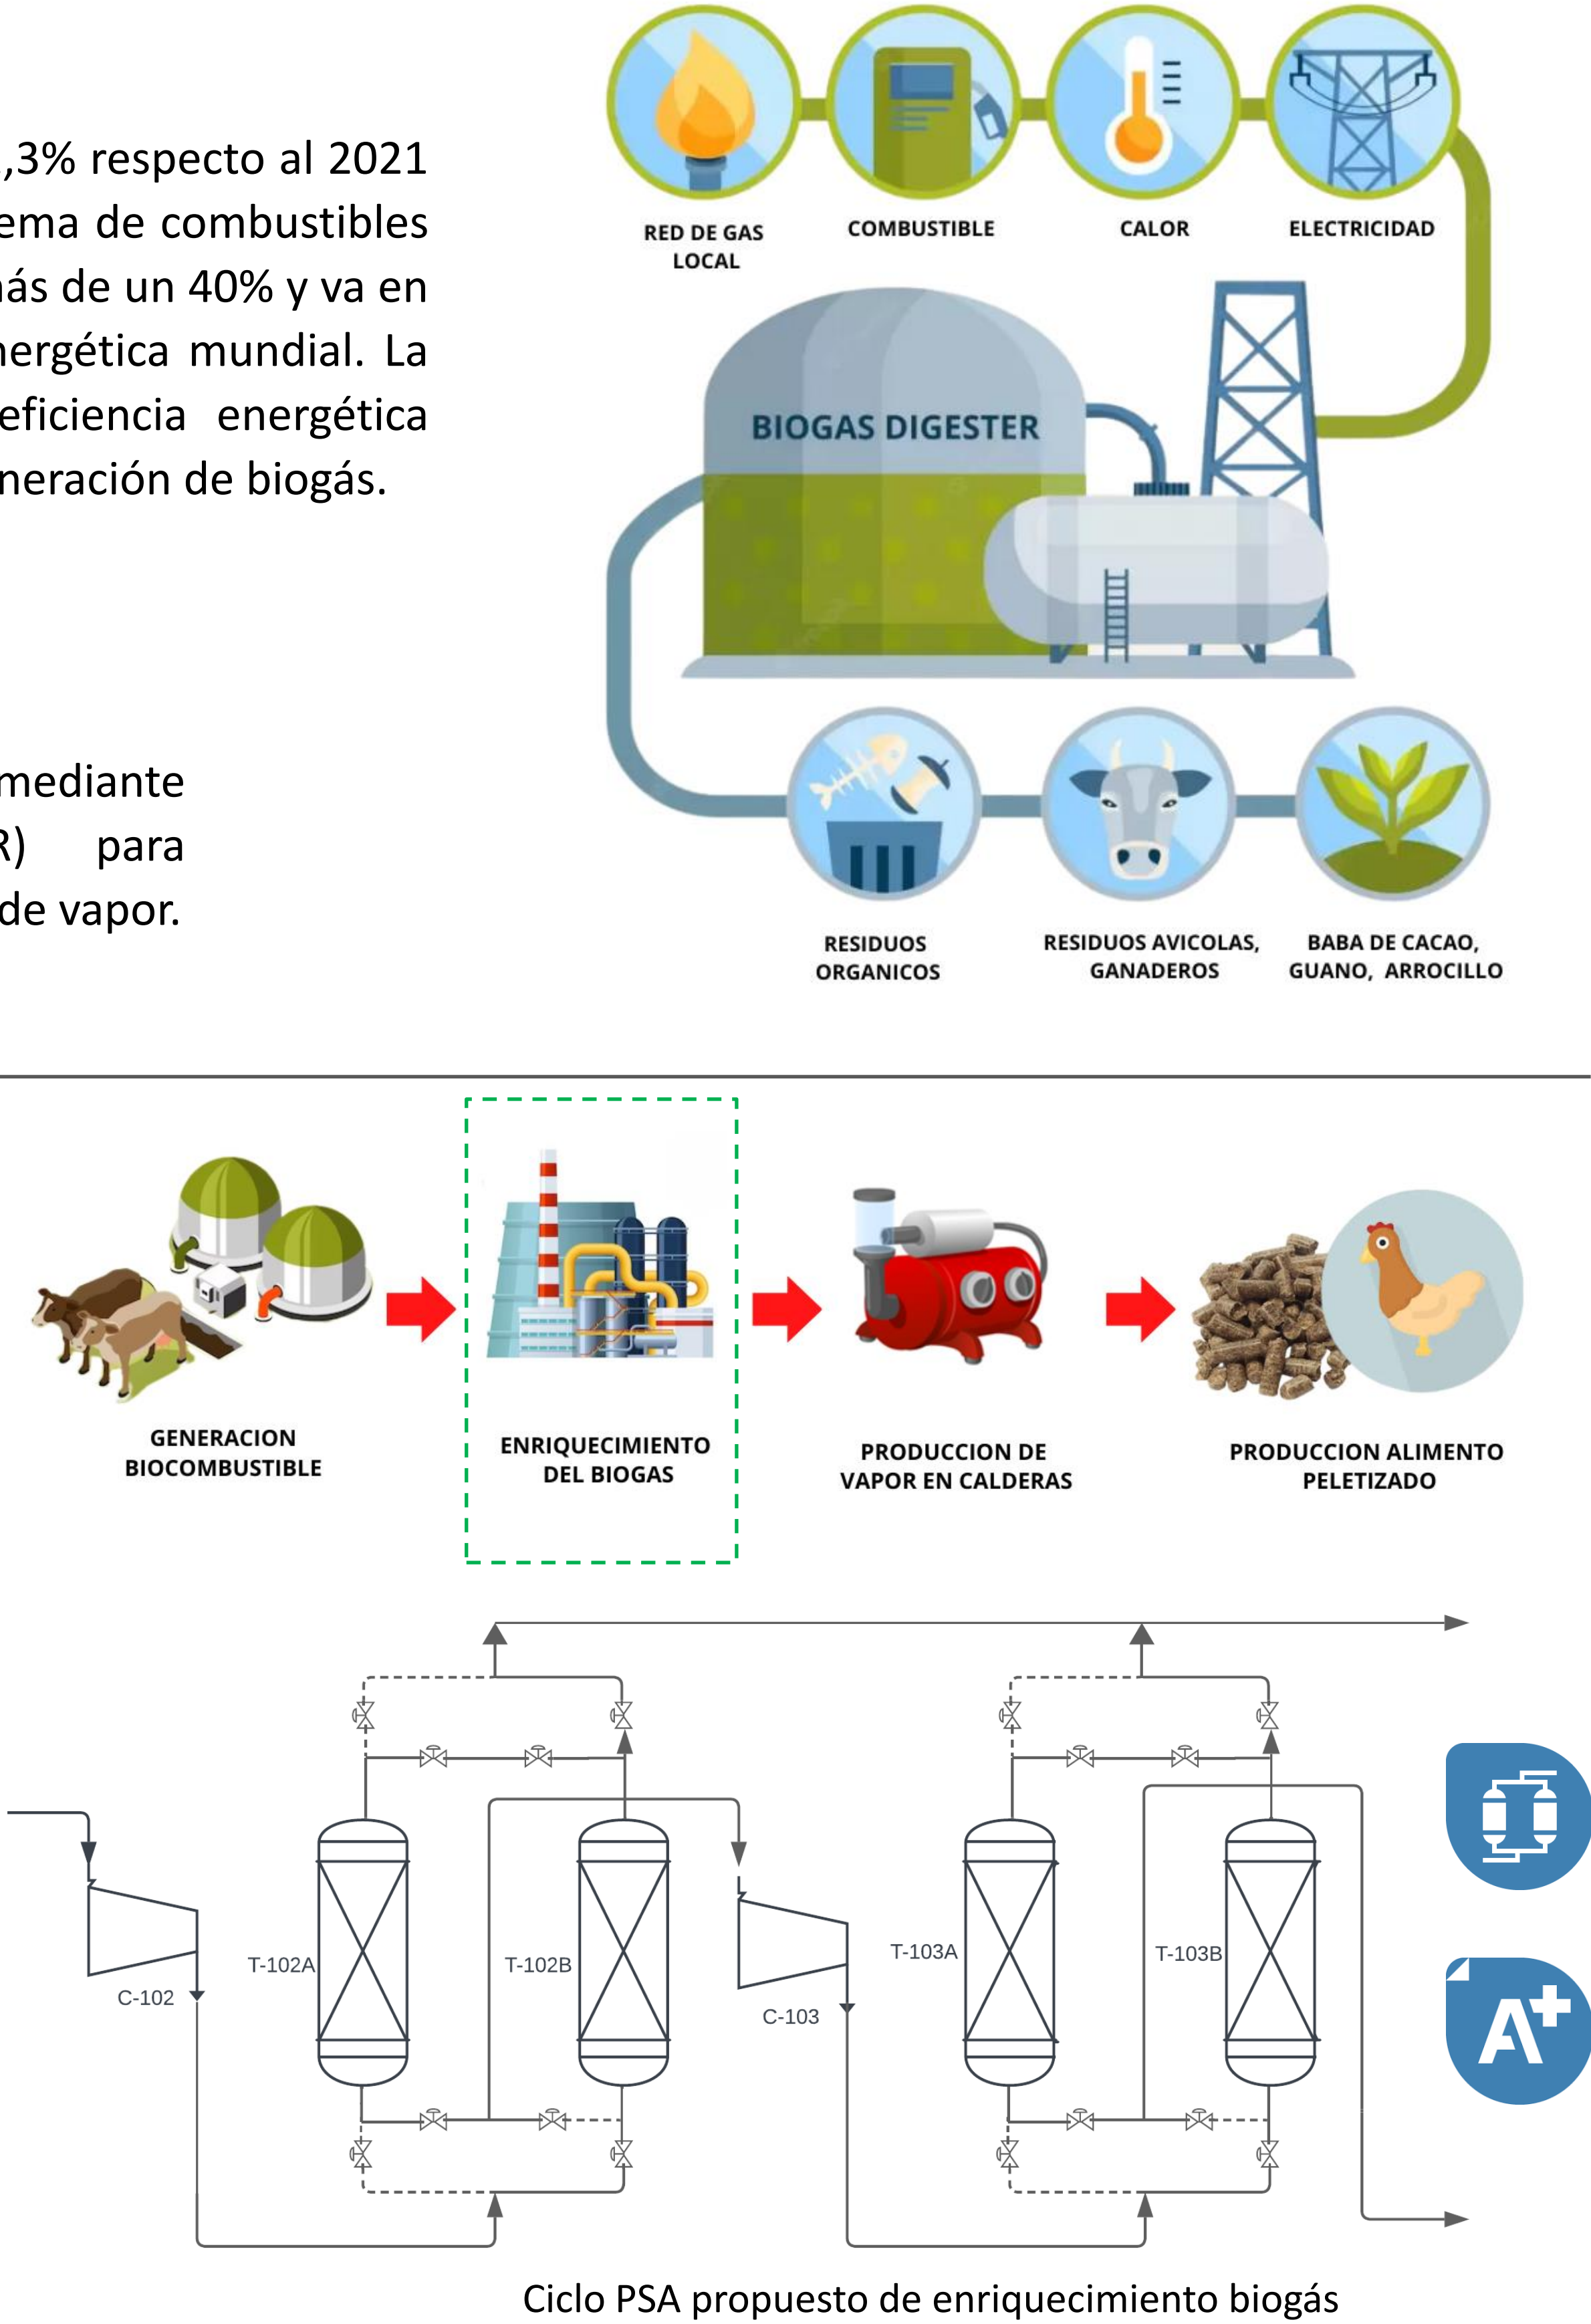 ,3% respecto al 2021
ema de combustibles
ás de un 40% y va en
nergética mundial. La
eficiencia energética
neración de biogás.
mediante
R) para
de vapor.
RED DE GAS
LOCAL
COMBUSTIBLE
CALOR
ELECTRICIDAD
BIOGAS DIGESTER
RESIDUOS
ORGANICOS
RESIDUOS AVICOLAS,
GANADEROS
BABA DE CACAO,
GUANO, ARROCILLO
GENERACION
BIOCOMBUSTIBLE
ENRIQUECIMIENTO
DEL BIOGAS
PRODUCCION DE
VAPOR EN CALDERAS
PRODUCCION ALIMENTO
PELETIZADO
C-102
T-102A
T-102B
C-103
T-103A
T-103B
A+
Ciclo PSA propuesto de enriquecimiento biogás